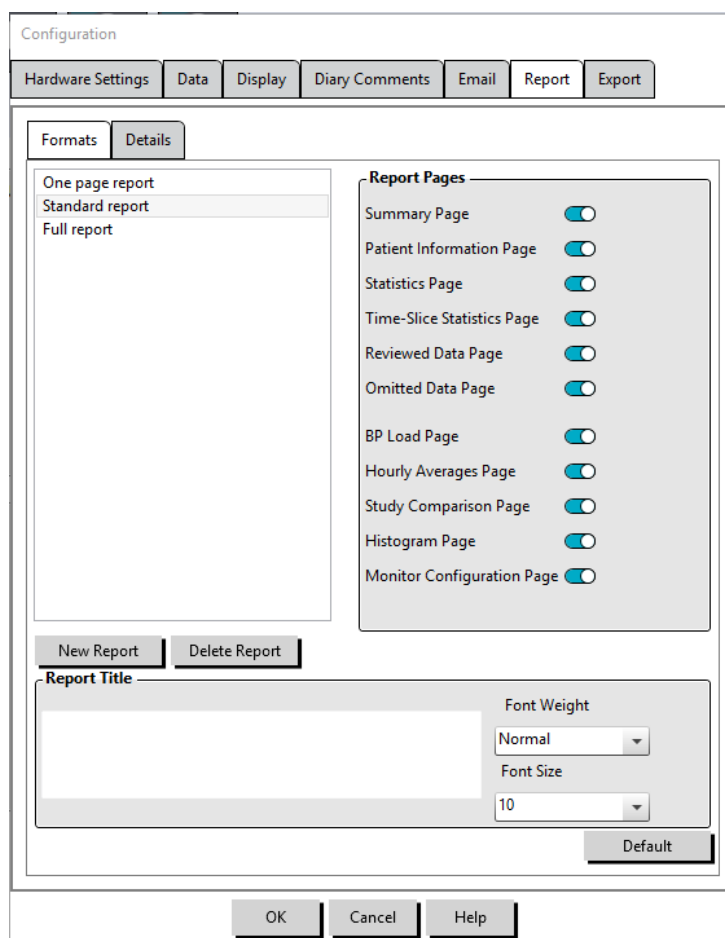 Configuration
Hardware Settings Data Display Diary Comments Email Report Export
Formats Details
One page report
Standard report
Full report
Report Pages
Summary Page
Patient Information Page
Statistics Page
Time-Slice Statistics Page
Reviewed Data Page
Omitted Data Page
BP Load Page
Hourly Averages Page
Study Comparison Page
Histogram Page
Monitor Configuration Page
New Report Delete Report
Report Title
Font Weight
Normal
Font Size
10
Default
OK Cancel Help